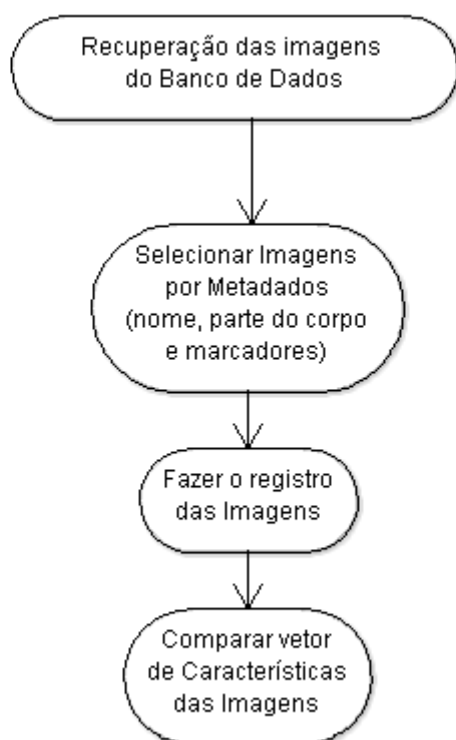 Recuperação das imagens
do Banco de Dados
Selecionar Imagens
por Metadados
(nome, parte do corpo
e marcadores)
Fazer o registro
das Imagens
Comparar vetor
de Características
das Imagens